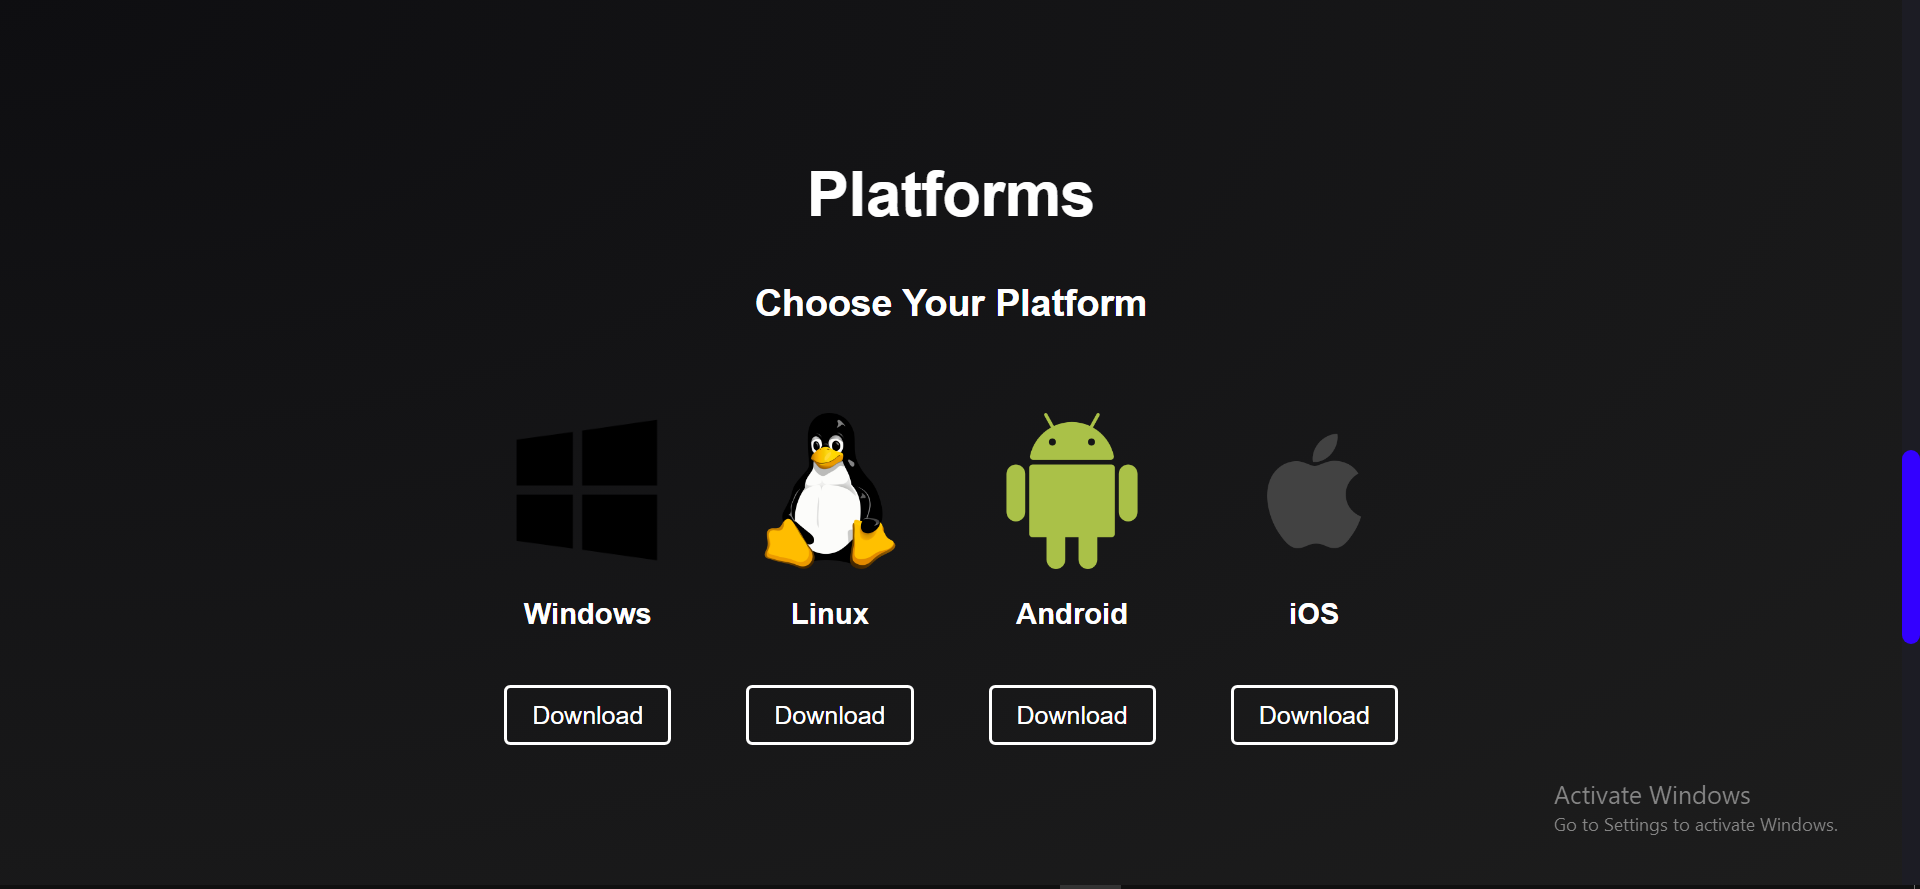 Platforms
Choose Your Platform
Windows Linux Android iOS
Download Download Download Download
Activate Windows
Go to Settings to activate Windows.